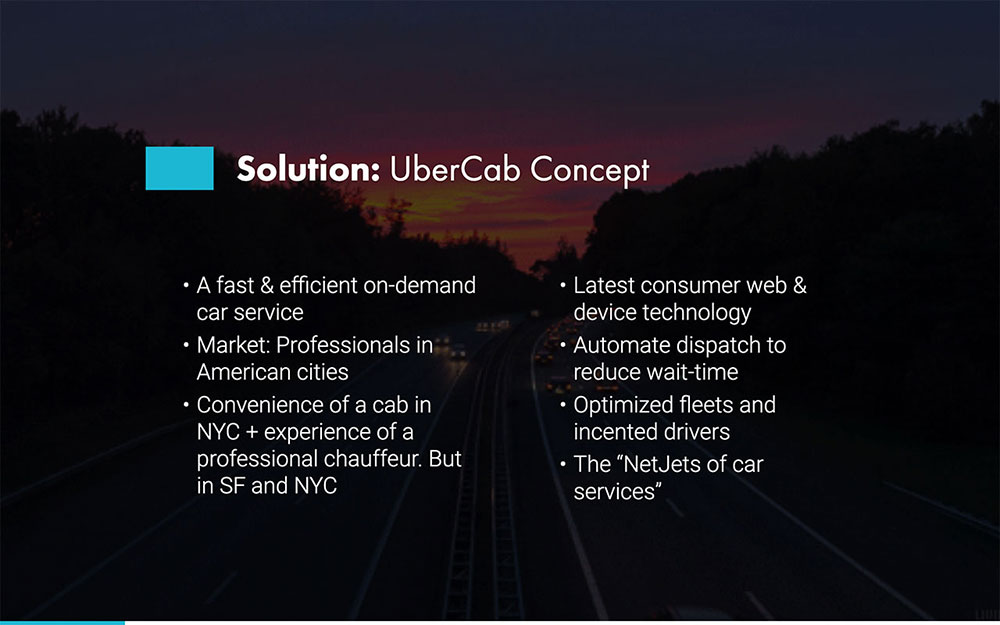 Solution: UberCab Concept
• A fast & efficient on-demand
car service
• Market: Professionals in
American cities
• Convenience of a cab in
NYC + experience of a
professional chauffeur. But
in SF and NYC
• Latest consumer web &
device technology
• Automate dispatch to
reduce wait-time
• Optimized fleets and
incented drivers
• The “NetJets of car
services”